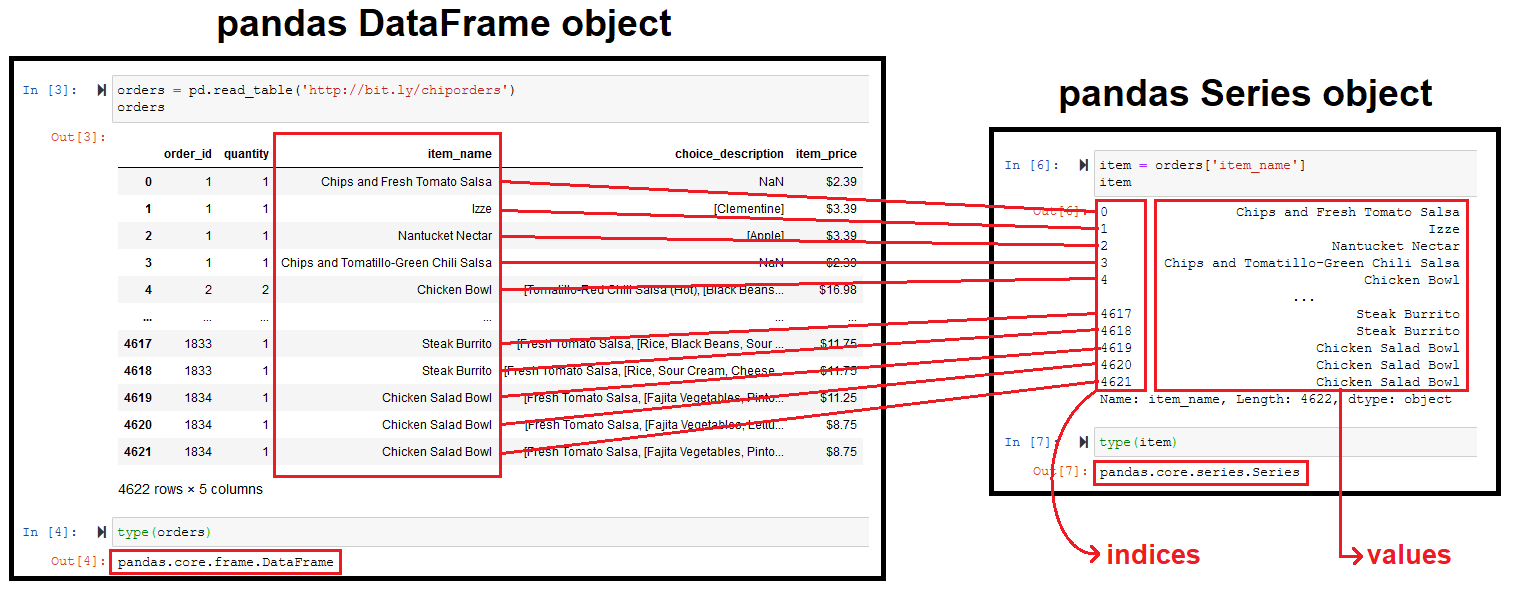 pandas DataFrame object
In [3]: orders = pd.read_table('http://bit.ly/chiporders')
orders
Out[3]:
order_id quantity item_name choice_description item_price
0 1 1 Chips and Fresh Tomato Salsa NaN $2.39
1 1 1 Izze [Clementine] $3.39
2 1 1 Nantucket Nectar [Apple] $3.39
3 1 1 Chips and Tomatillo-Green Chili Salsa NaN $2.39
4 2 2 Chicken Bowl [Tomatillo-Red Chili Salsa (Hot), [Black Beans... $16.98
... ... ... ... ... ...
4617 1833 1 Steak Burrito [Fresh Tomato Salsa, [Rice, Black Beans, Sour ... $11.75
4618 1833 1 Steak Burrito [Fresh Tomato Salsa, [Rice, Sour Cream, Cheese... $11.75
4619 1834 1 Chicken Salad Bowl [Fresh Tomato Salsa, [Fajita Vegetables, Pinto... $11.25
4620 1834 1 Chicken Salad Bowl [Fresh Tomato Salsa, [Fajita Vegetables, Lettu... $8.75
4621 1834 1 Chicken Salad Bowl [Fresh Tomato Salsa, [Fajita Vegetables, Pinto... $8.75
4622 rows × 5 columns
In [4]: type(orders)
Out[4]: pandas.core.frame.DataFrame
pandas Series object
In [6]: item = orders['item_name']
item
Out[6]: 0 Chips and Fresh Tomato Salsa
1 Izze
2 Nantucket Nectar
3 Chips and Tomatillo-Green Chili Salsa
4 Chicken Bowl
...
4617 Steak Burrito
4618 Steak Burrito
4619 Chicken Salad Bowl
4620 Chicken Salad Bowl
4621 Chicken Salad Bowl
Name: item_name, Length: 4622, dtype: object
In [7]: type(item)
Out[7]: pandas.core.series.Series
indices
values